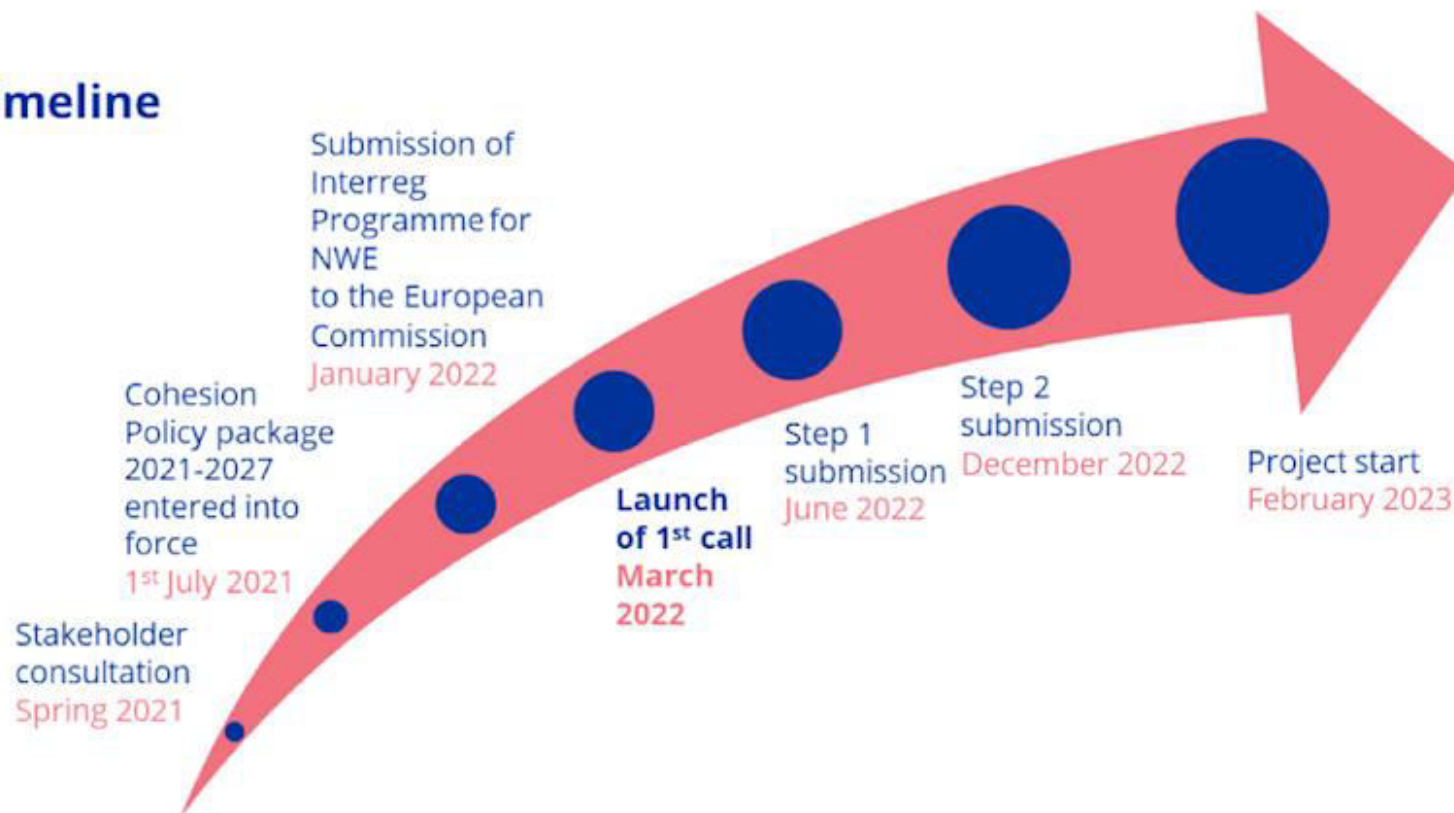 meline
Submission of
Interreg
Programme for
NWE
to the European
Commission
January 2022
Cohesion
Policy package
2021-2027
entered into
force
1st July 2021
Stakeholder
consultation
Spring 2021
Launch
of 1st call
March
2022
Step 1
submission
June 2022
Step 2
submission
December 2022
Project start
February 2023